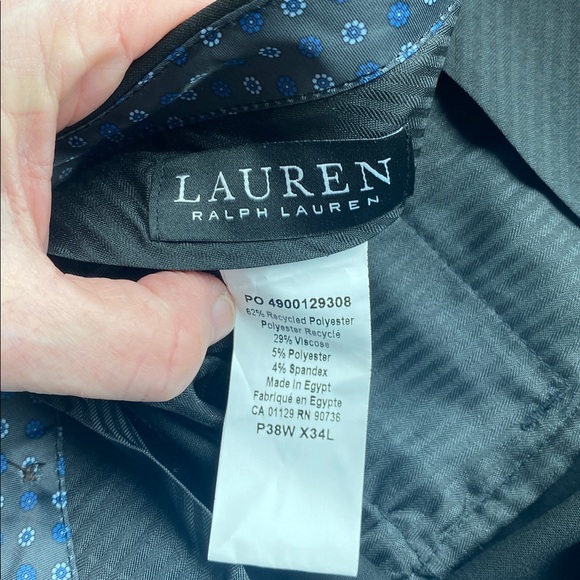 LAUREN
RALPH LAUREN
PO 4900129308
62% Recycled Polyester
Polyester Recyclé
29% Viscose
5% Polyester
4% Spandex
Made in Egypt
Fabriqué en Egypte
CA 01129 RN 90736
P38W X34L